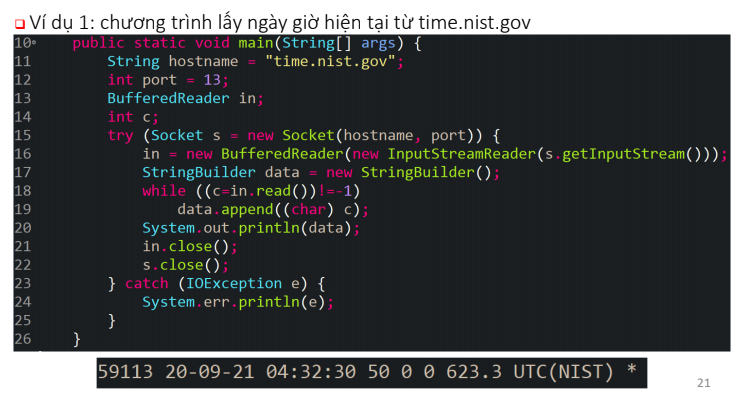 Ví dụ 1: chương trình lấy ngày giờ hiện tại từ time.nist.gov
10 public static void main(String[] args) {
11 String hostname = "time.nist.gov";
12 int port = 13;
13 BufferedReader in;
14 int c;
15 try (Socket s = new Socket(hostname, port)) {
16 in = new BufferedReader(new InputStreamReader(s.getInputStream()));
17 StringBuilder data = new StringBuilder();
18 while ((c=in.read())!=-1)
19 data.append((char) c);
20 System.out.println(data);
21 in.close();
22 s.close();
23 } catch (IOException e) {
24 System.err.println(e);
25 }
26 }
59113 20-09-21 04:32:30 50 0 0 623.3 UTC(NIST) *
21